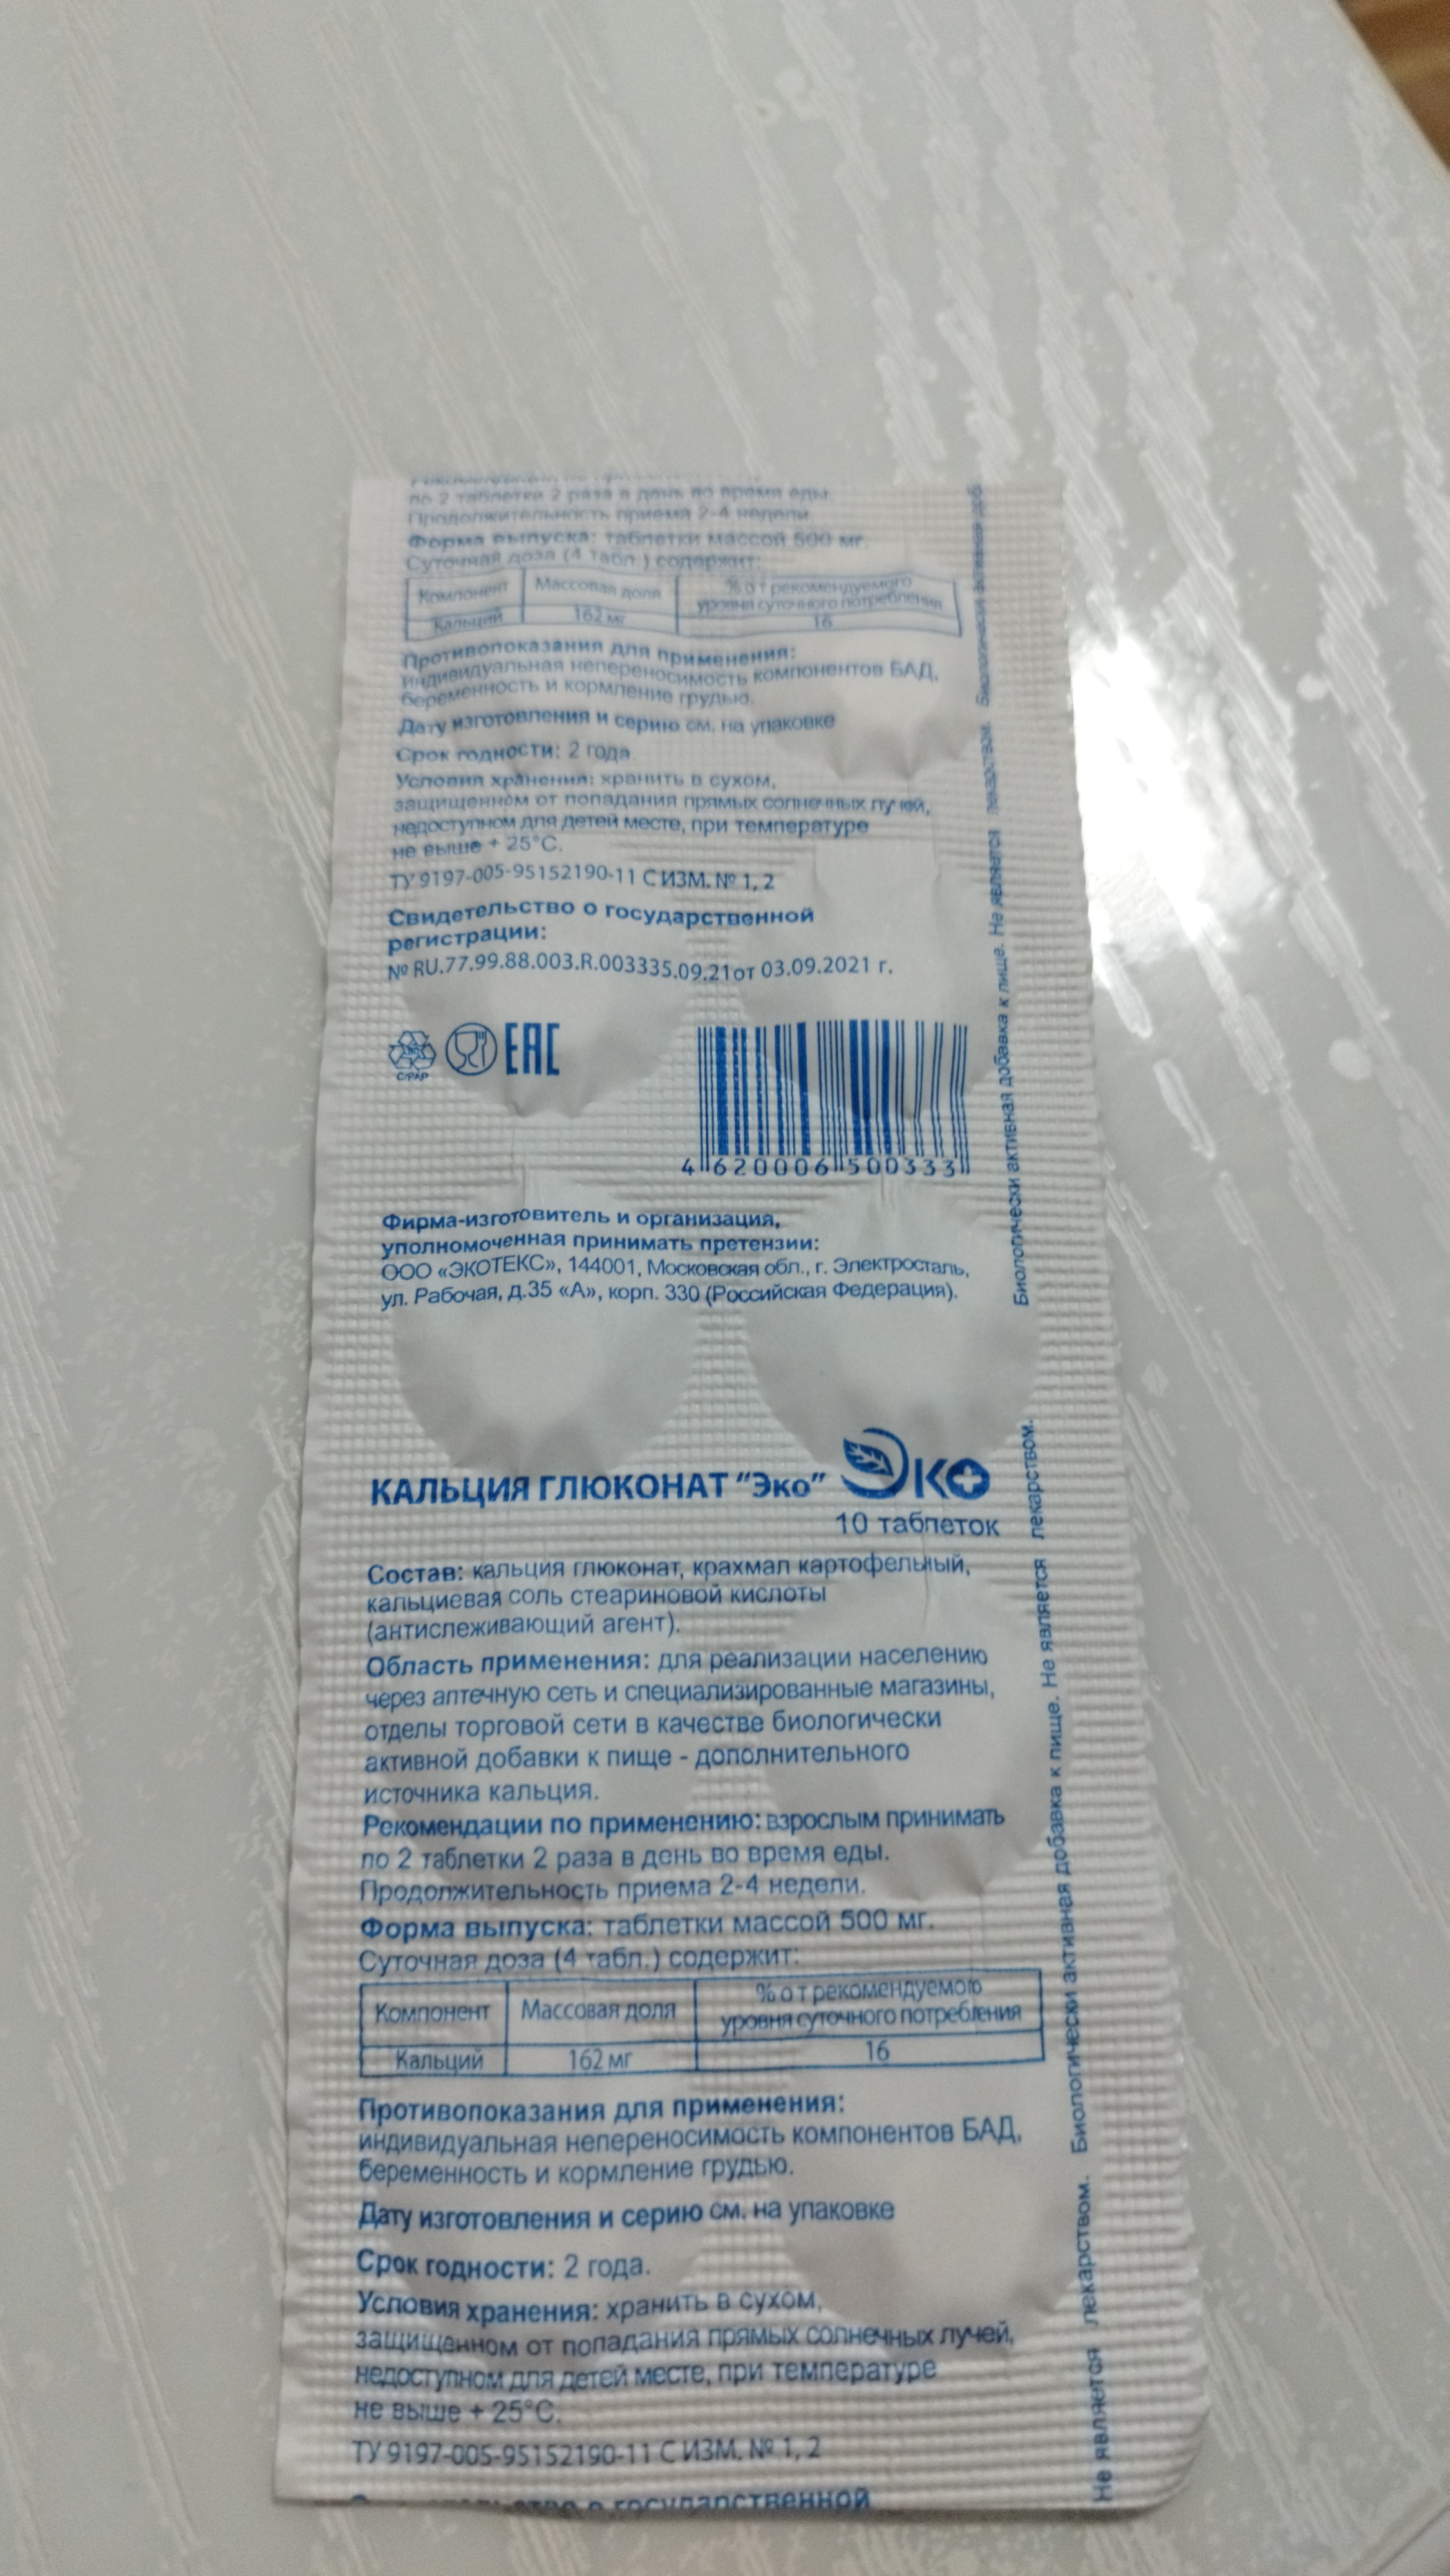 по 2 таблетки 2 раза в день во время еды
Продолжительность приема 2-4 недели
Форма выпуска: таблетки массой 500 мг.
Суточная доза (4 табл.) содержит:
Компонент Массовая доля % от рекомендуемого
уровня суточного потребления
Кальций 162 мг 16
Противопоказания для применения:
индивидуальная непереносимость компонентов БАД,
беременность и кормление грудью.
Дату изготовления и серию см. на упаковке
Срок годности: 2 года
Условия хранения: хранить в сухом,
защищенном от попадания прямых солнечных лучей,
недоступном для детей месте, при температуре
не выше + 25°С.
ТУ 9197-005-95152190-11 С ИЗМ. № 1, 2
Свидетельство о государственной
регистрации:
№ RU.77.99.88.003.R.003335.09.21 от 03.09.2021 г.
C/PAP
EAC
4 620006 500333
Фирма-изготовитель и организация,
уполномоченная принимать претензии:
ООО «ЭКОТЕКС», 144001, Московская обл., г. Электросталь,
ул. Рабочая, д.35 «А», корп. 330 (Российская Федерация).
КАЛЬЦИЯ ГЛЮКОНАТ "Эко" Эко
10 таблеток
Состав: кальция глюконат, крахмал картофельный,
кальциевая соль стеариновой кислоты
(антислеживающий агент).
Область применения: для реализации населению
через аптечную сеть и специализированные магазины,
отделы торговой сети в качестве биологически
активной добавки к пище - дополнительного
источника кальция.
Рекомендации по применению: взрослым принимать
по 2 таблетки 2 раза в день во время еды.
Продолжительность приема 2-4 недели.
Форма выпуска: таблетки массой 500 мг.
Суточная доза (4 табл.) содержит:
Компонент Массовая доля % от рекомендуемого
уровня суточного потребления
Кальций 162 мг 16
Противопоказания для применения:
индивидуальная непереносимость компонентов БАД,
беременность и кормление грудью.
Дату изготовления и серию см. на упаковке
Срок годности: 2 года.
Условия хранения: хранить в сухом,
защищенном от попадания прямых солнечных лучей,
недоступном для детей месте, при температуре
не выше + 25°С.
ТУ 9197-005-95152190-11 С ИЗМ. № 1, 2
о государственной
Не является лекарством. Биологически активная добавка к пище. Не является лекарством.
Биологически активная добавка к пище. Не является лекарством. Биологически активная